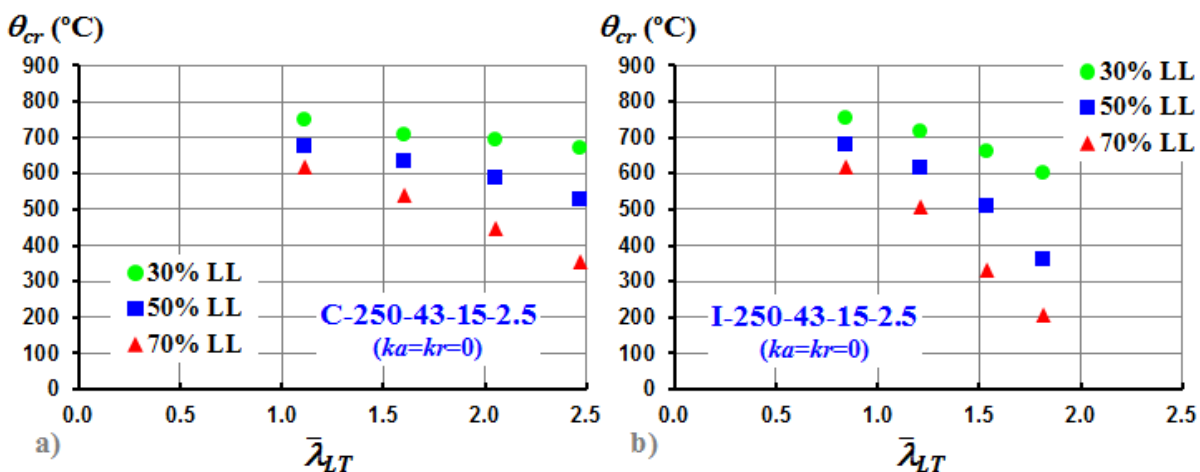 θcr (ºC)
900
800
700
600
500
400
300
200
100
0
0.0 0.5 1.0 1.5 2.0 2.5
30% LL
50% LL
70% LL
C-250-43-15-2.5
(ka=kr=0)
a)
λ̅LT
θcr (ºC)
900
800
700
600
500
400
300
200
100
0
0.0 0.5 1.0 1.5 2.0 2.5
30% LL
50% LL
70% LL
I-250-43-15-2.5
(ka=kr=0)
b)
λ̅LT